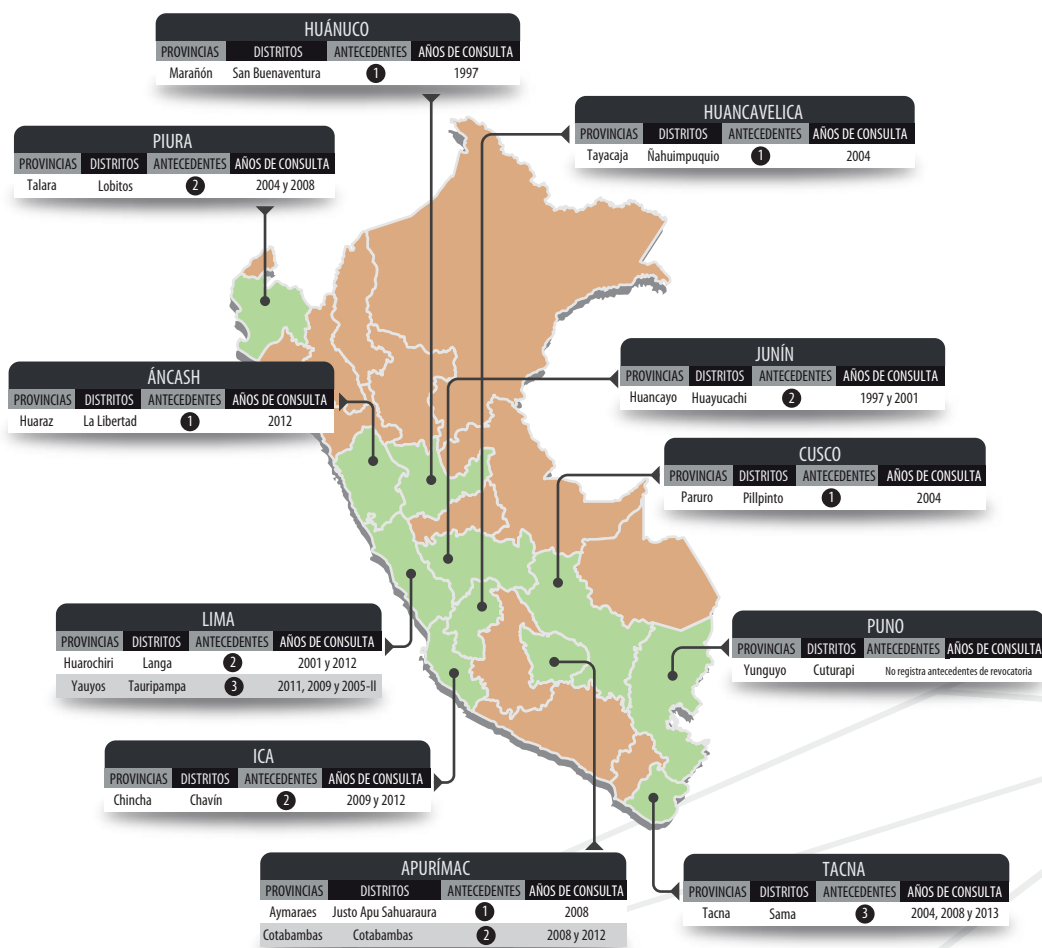 HUÁNUCO
PROVINCIAS DISTRITOS ANTECEDENTES AÑOS DE CONSULTA
Marañón San Buenaventura 1 1997
HUANCAVELICA
PROVINCIAS DISTRITOS ANTECEDENTES AÑOS DE CONSULTA
Tayacaja Ñahuimpuquio 1 2004
PIURA
PROVINCIAS DISTRITOS ANTECEDENTES AÑOS DE CONSULTA
Talara Lobitos 2 2004 y 2008
JUNÍN
PROVINCIAS DISTRITOS ANTECEDENTES AÑOS DE CONSULTA
Huancayo Huayucachi 2 1997 y 2001
ÁNCASH
PROVINCIAS DISTRITOS ANTECEDENTES AÑOS DE CONSULTA
Huaraz La Libertad 1 2012
CUSCO
PROVINCIAS DISTRITOS ANTECEDENTES AÑOS DE CONSULTA
Paruro Pillpinto 1 2004
LIMA
PROVINCIAS DISTRITOS ANTECEDENTES AÑOS DE CONSULTA
Huarochiri Langa 2 2001 y 2012
Yauyos Tauripampa 3 2011, 2009 y 2005-II
PUNO
PROVINCIAS DISTRITOS ANTECEDENTES AÑOS DE CONSULTA
Yunguyo Cuturapi No registra antecedentes de revocatoria
ICA
PROVINCIAS DISTRITOS ANTECEDENTES AÑOS DE CONSULTA
Chincha Chavín 2 2009 y 2012
APURÍMAC
PROVINCIAS DISTRITOS ANTECEDENTES AÑOS DE CONSULTA
Aymaraes Justo Apu Sahuaraura 1 2008
Cotabambas Cotabambas 2 2008 y 2012
TACNA
PROVINCIAS DISTRITOS ANTECEDENTES AÑOS DE CONSULTA
Tacna Sama 3 2004, 2008 y 2013